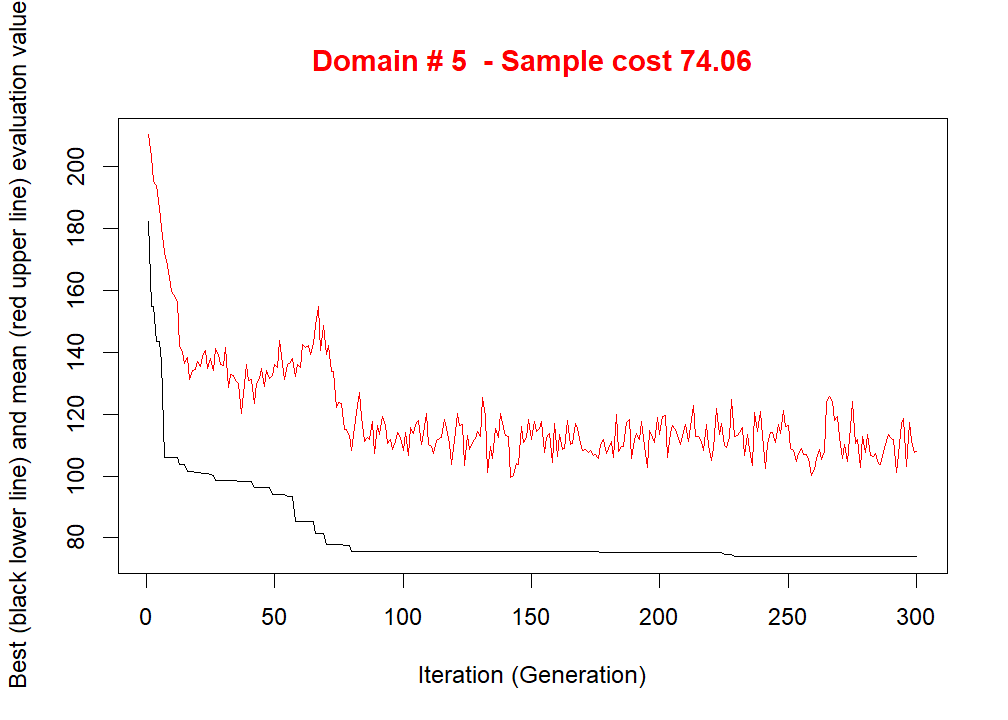 Domain # 5  - Sample cost 74.06
Best (black lower line) and mean (red upper line) evaluation value
200
180
160
140
120
100
80
0 50 100 150 200 250 300
Iteration (Generation)